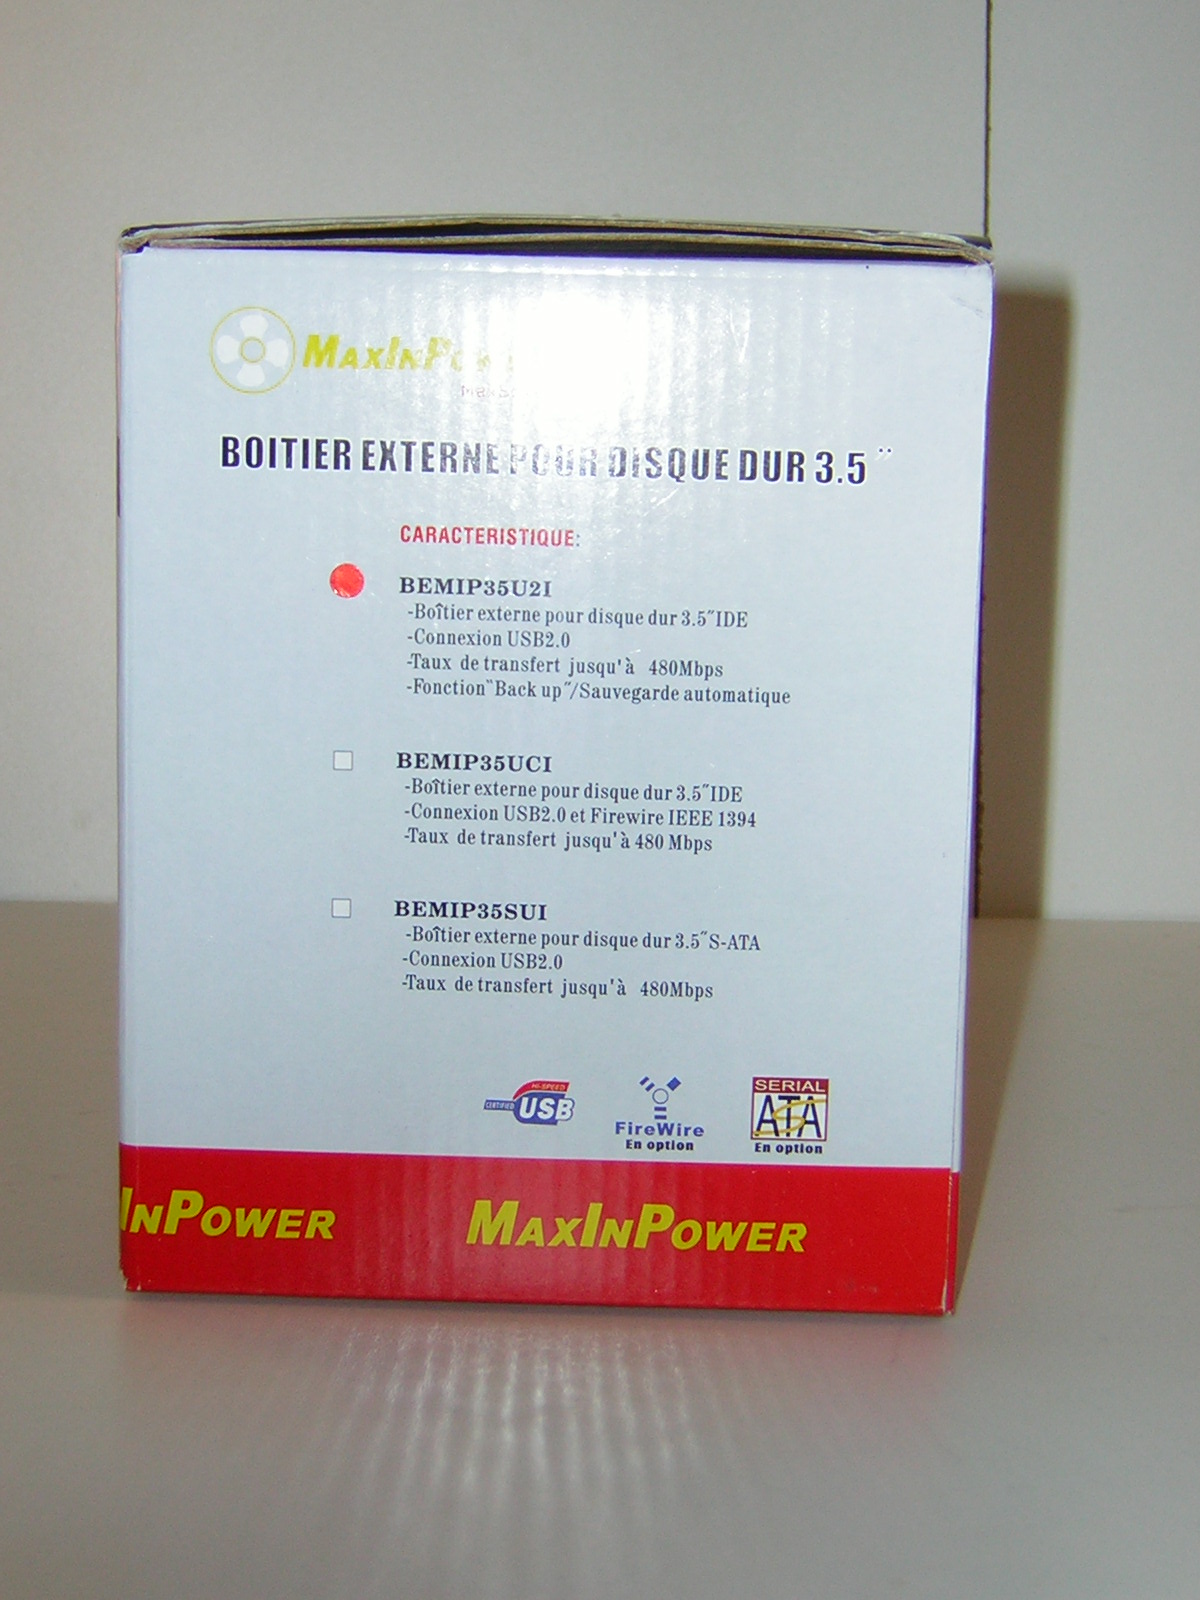 MAXINPO
BOITIER EXTERNE POUR DISQUE DUR 3.5"
CARACTERISTIQUE:
BEMIP35U2I
-Boîtier externe pour disque dur 3.5"IDE
-Connexion USB2.0
-Taux de transfert jusqu'à 480Mbps
-Fonction"Back up"/Sauvegarde automatique
BEMIP35UCI
-Boîtier externe pour disque dur 3.5"IDE
-Connexion USB2.0 et Firewire IEEE 1394
-Taux de transfert jusqu'à 480 Mbps
BEMIP35SUI
-Boîtier externe pour disque dur 3.5"S-ATA
-Connexion USB2.0
-Taux de transfert jusqu'à 480Mbps
HI-SPEED
CERTIFIED USB
FireWire
En option
SERIAL
ATA
En option
INPOWER MAXINPOWER